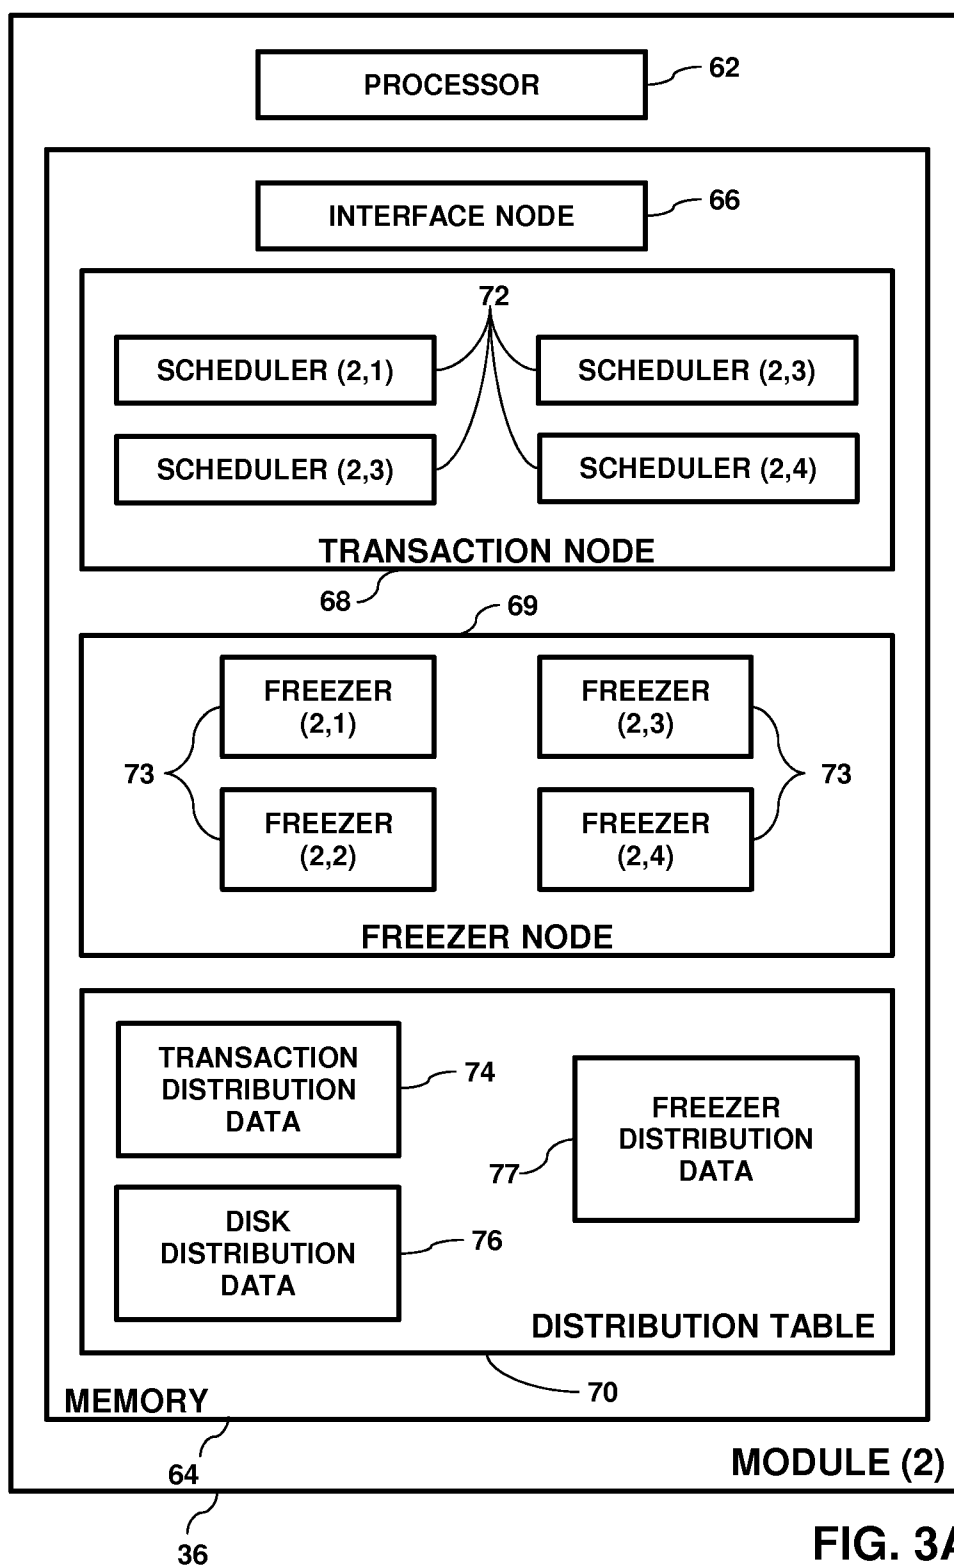 PROCESSOR
62
INTERFACE NODE
66
72
SCHEDULER (2,1)
SCHEDULER (2,3)
SCHEDULER (2,3)
SCHEDULER (2,4)
TRANSACTION NODE
68
69
FREEZER
(2,1)
FREEZER
(2,3)
73
73
FREEZER
(2,2)
FREEZER
(2,4)
FREEZER NODE
TRANSACTION
DISTRIBUTION
DATA
74
FREEZER
DISTRIBUTION
DATA
77
DISK
DISTRIBUTION
DATA
76
DISTRIBUTION TABLE
70
MEMORY
64
MODULE (2)
36
FIG. 3A